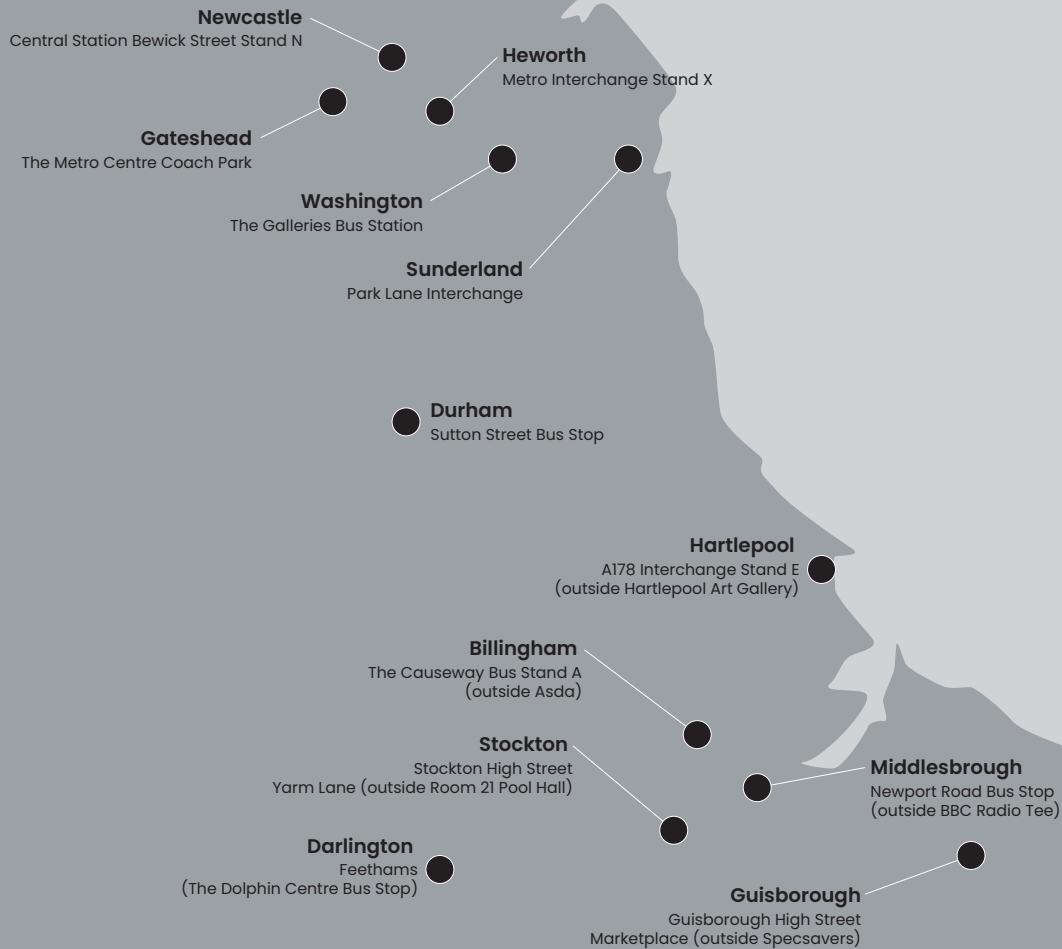 Newcastle
Central Station Bewick Street Stand N
Heworth
Metro Interchange Stand X
Gateshead
The Metro Centre Coach Park
Washington
The Galleries Bus Station
Sunderland
Park Lane Interchange
Durham
Sutton Street Bus Stop
Hartlepool
A178 Interchange Stand E
(outside Hartlepool Art Gallery)
Billingham
The Causeway Bus Stand A
(outside Asda)
Stockton
Stockton High Street
Yarm Lane (outside Room 21 Pool Hall)
Middlesbrough
Newport Road Bus Stop
(outside BBC Radio Tee)
Darlington
Feethams
(The Dolphin Centre Bus Stop)
Guisborough
Guisborough High Street
Marketplace (outside Specsavers)